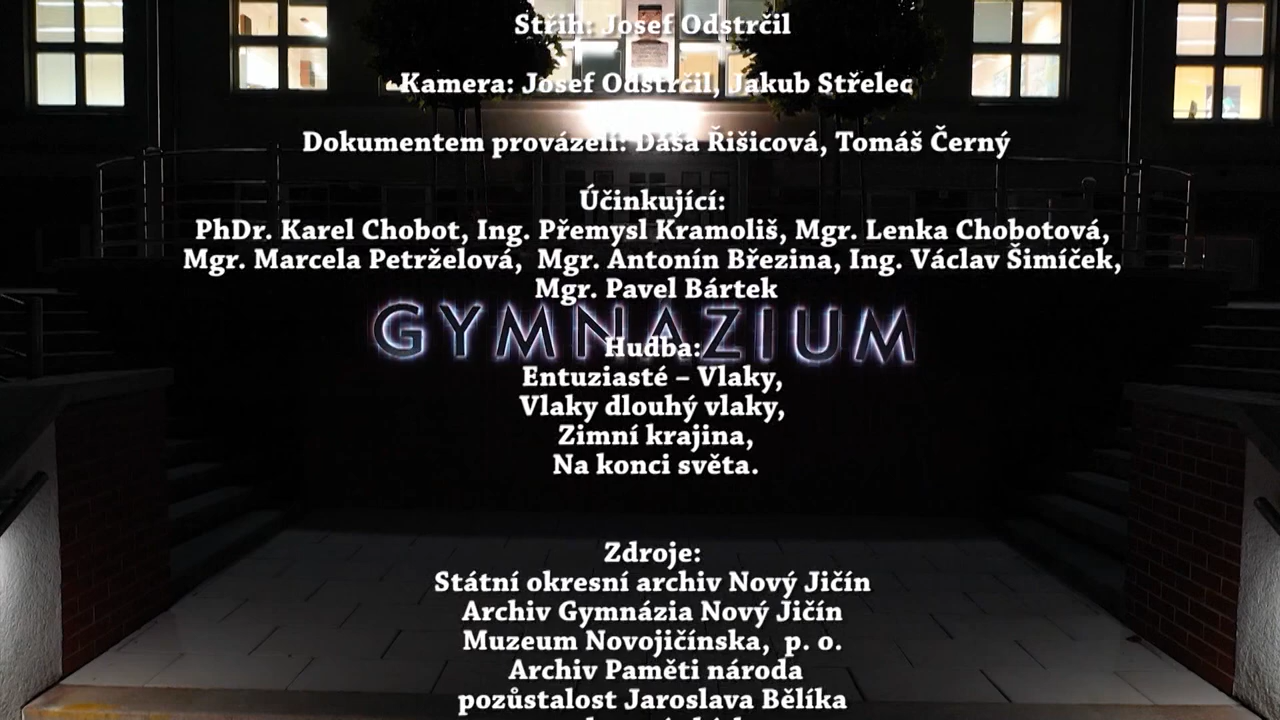 Střih: Josef Odstrčil
Kamera: Josef Odstrčil, Jakub Střelec
Dokumentem provázeli: Dáša Řišicová, Tomáš Černý
Účinkující:
PhDr. Karel Chobot, Ing. Přemysl Kramoliš, Mgr. Lenka Chobotová,
Mgr. Marcela Petrželová, Mgr. Antonín Březina, Ing. Václav Šimíček,
Mgr. Pavel Bártek
GYMNAZIUM
Hudba:
Entuziasté – Vlaky,
Vlaky dlouhý vlaky,
Zimní krajina,
Na konci světa.
Zdroje:
Státní okresní archiv Nový Jičín
Archiv Gymnázia Nový Jičín
Muzeum Novojičínska, p. o.
Archiv Paměti národa
pozůstalost Jaroslava Bělíka